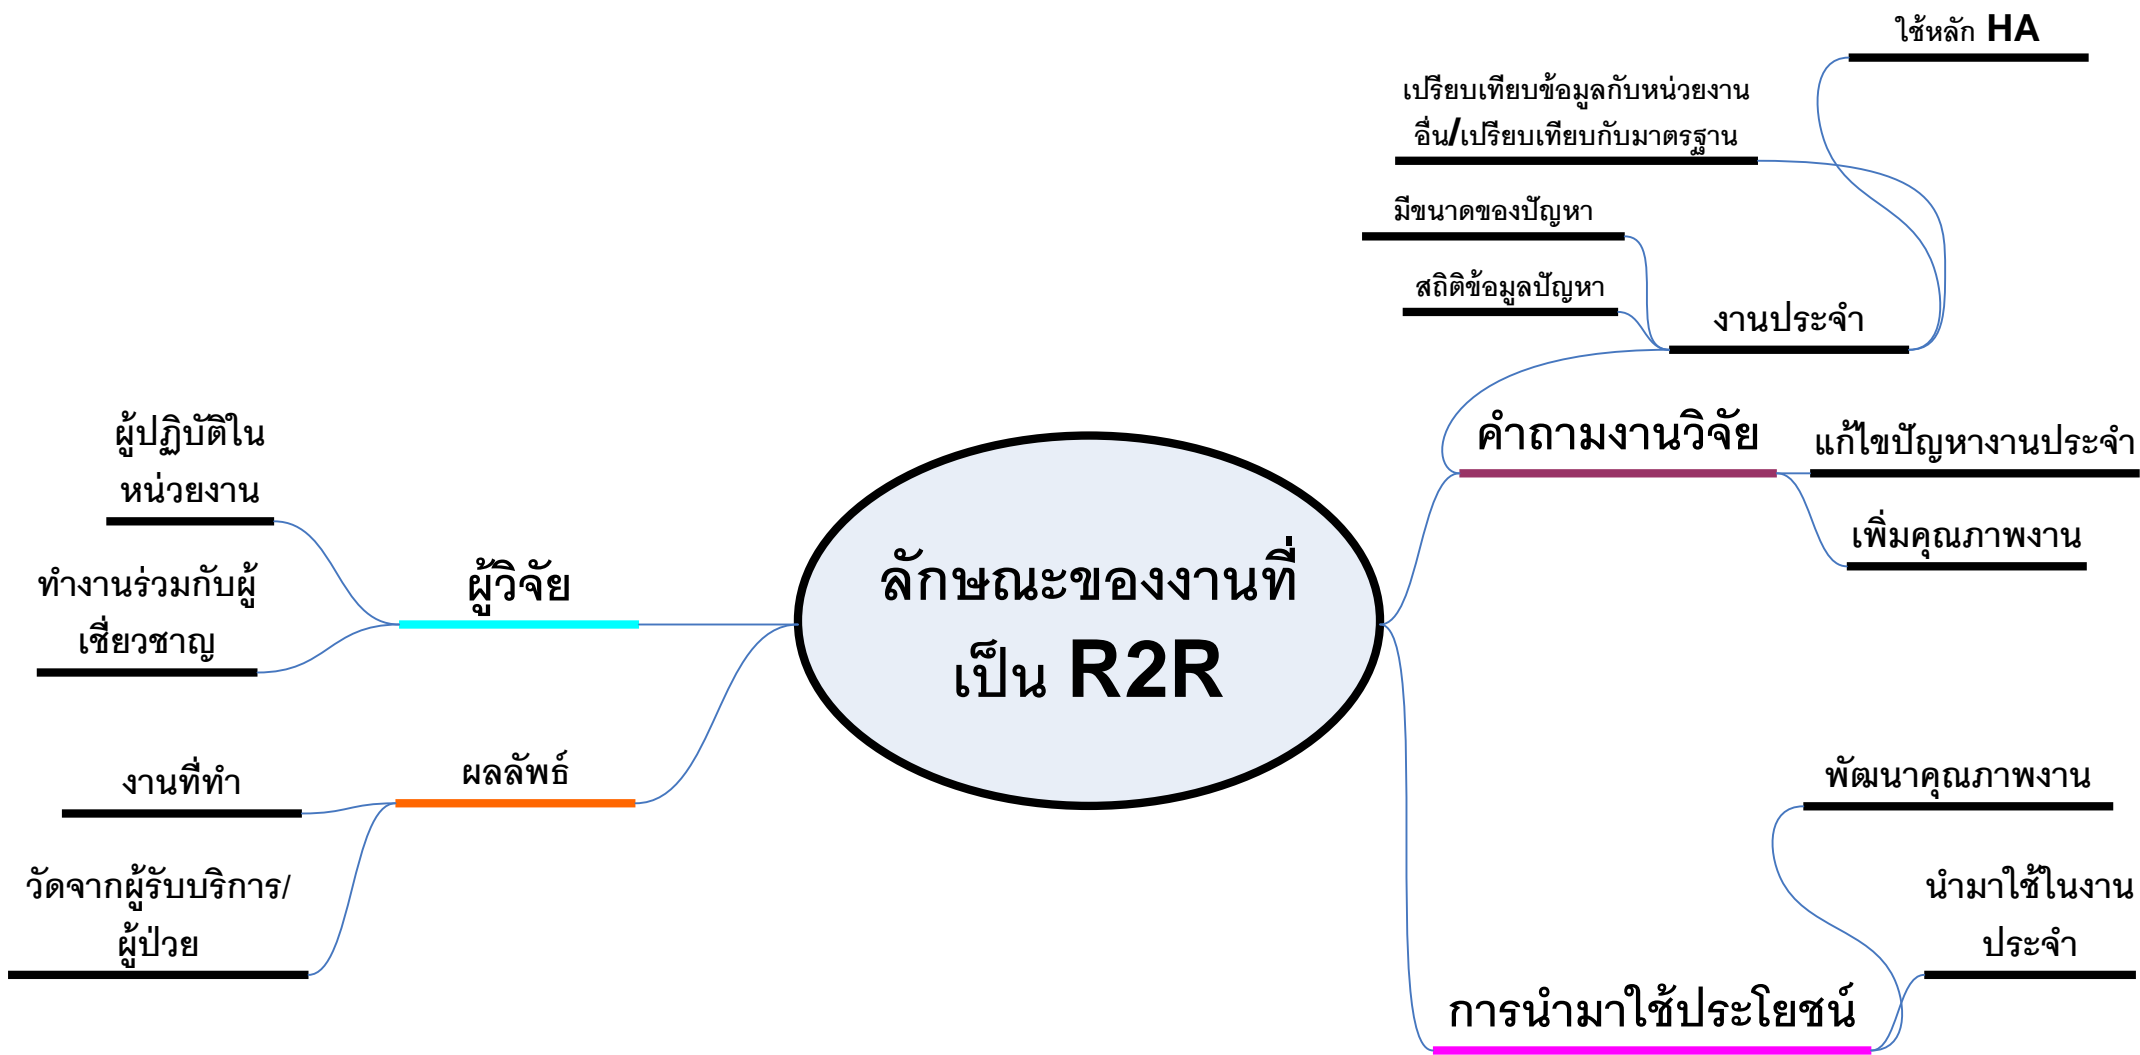 ใช้หลัก HA
เปรียบเทียบข้อมูลกับหน่วยงาน
อื่น/เปรียบเทียบกับมาตรฐาน
มีขนาดของปัญหา
สถิติข้อมูลปัญหา
งานประจำ
คำถามงานวิจัย
แก้ไขปัญหางานประจำ
เพิ่มคุณภาพงาน
ผู้ปฏิบัติใน
หน่วยงาน
ทำงานร่วมกับผู้
เชี่ยวชาญ
ผู้วิจัย
ลักษณะของงานที่
เป็น R2R
ผลลัพธ์
งานที่ทำ
วัดจากผู้รับบริการ/
ผู้ป่วย
พัฒนาคุณภาพงาน
นำมาใช้ในงาน
ประจำ
การนำมาใช้ประโยชน์